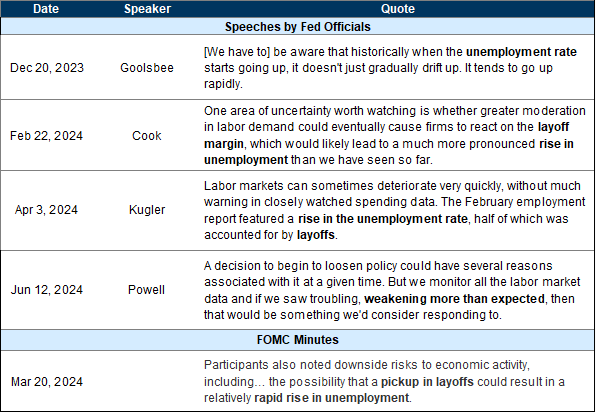 Date Speaker Quote
Speeches by Fed Officials
Dec 20, 2023 Goolsbee [We have to] be aware that historically when the unemployment rate
starts going up, it doesn't just gradually drift up. It tends to go up
rapidly.
Feb 22, 2024 Cook One area of uncertainty worth watching is whether greater moderation
in labor demand could eventually cause firms to react on the layoff
margin, which would likely lead to a much more pronounced rise in
unemployment than we have seen so far.
Apr 3, 2024 Kugler Labor markets can sometimes deteriorate very quickly, without much
warning in closely watched spending data. The February employment
report featured a rise in the unemployment rate, half of which was
accounted for by layoffs.
Jun 12, 2024 Powell A decision to begin to loosen policy could have several reasons
associated with it at a given time. But we monitor all the labor market
data and if we saw troubling, weakening more than expected, then
that would be something we'd consider responding to.
FOMC Minutes
Mar 20, 2024 Participants also noted downside risks to economic activity,
including… the possibility that a pickup in layoffs could result in a
relatively rapid rise in unemployment.